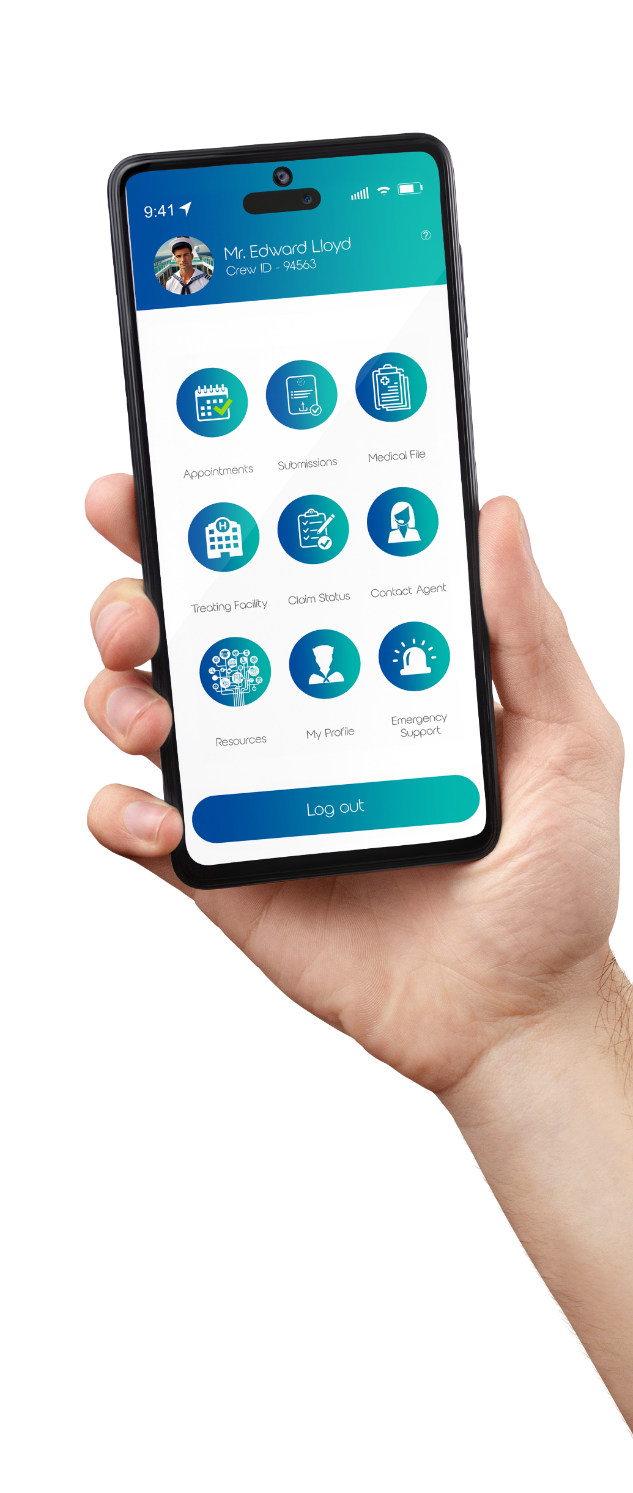 9:41
Mr. Edward Lloyd
Crew ID - 94563
Appointments
Submissions
Medical File
H
Treating Facility
Claim Status
Contact Agent
Resources
My Profile
Emergency
Support
Log out